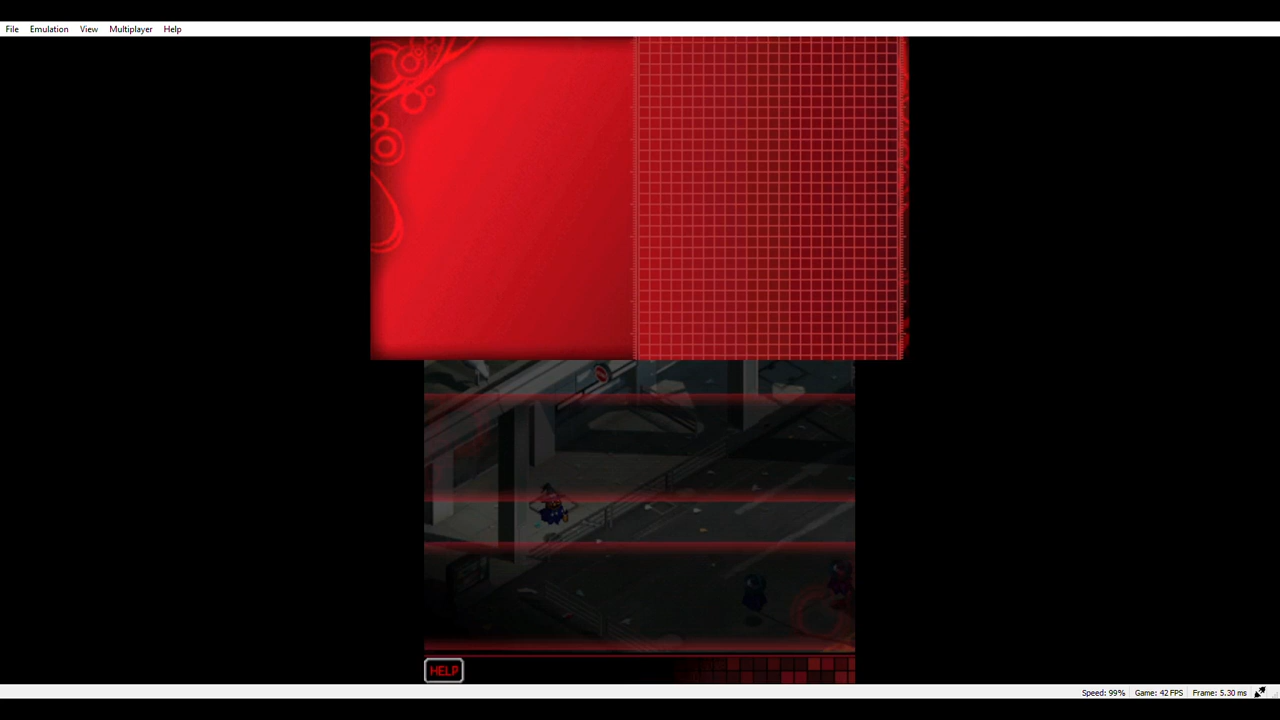 File Emulation View Multiplayer Help
HELP
Speed: 99% Game: 42 FPS Frame: 5.30 ms